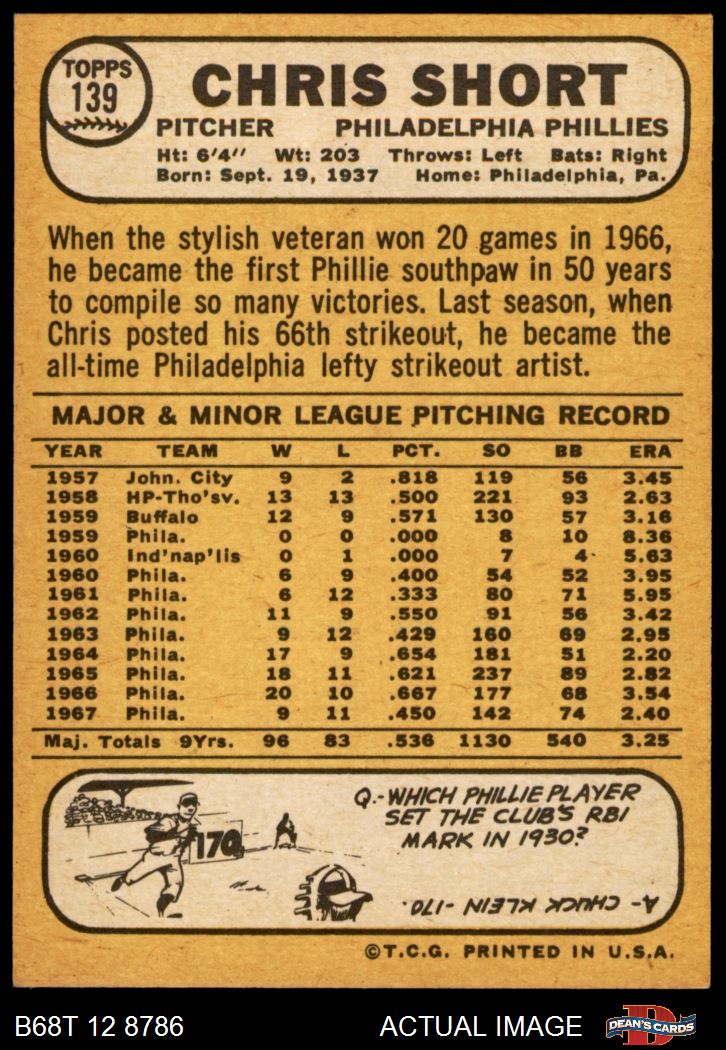 TOPPS
139
CHRIS SHORT
PITCHER PHILADELPHIA PHILLIES
Ht: 6'4" Wt: 203 Throws: Left Bats: Right
Born: Sept. 19, 1937 Home: Philadelphia, Pa.
When the stylish veteran won 20 games in 1966,
he became the first Phillie southpaw in 50 years
to compile so many victories. Last season, when
Chris posted his 66th strikeout, he became the
all-time Philadelphia lefty strikeout artist.
MAJOR & MINOR LEAGUE PITCHING RECORD
YEAR TEAM W L PCT. SO BB ERA
1957 John. City 9 2 .818 119 56 3.45
1958 HP-Tho'sv. 13 13 .500 221 93 2.63
1959 Buffalo 12 9 .571 130 57 3.16
1959 Phila. 0 0 .000 8 10 8.36
1960 Ind'nap'lis 0 1 .000 7 4 5.63
1960 Phila. 6 9 .400 54 52 3.95
1961 Phila. 6 12 .333 80 71 5.95
1962 Phila. 11 9 .550 91 56 3.42
1963 Phila. 9 12 .429 160 69 2.95
1964 Phila. 17 9 .654 181 51 2.20
1965 Phila. 18 11 .621 237 89 2.82
1966 Phila. 20 10 .667 177 68 3.54
1967 Phila. 9 11 .450 142 74 2.40
Maj. Totals 9Yrs. 96 83 .536 1130 540 3.25
170
Q.-WHICH PHILLIE PLAYER
SET THE CLUB'S RBI
MARK IN 1930?
A- CHUCK KLEIN-170.
©T.C.G. PRINTED IN U.S.A.
B68T 12 8786 ACTUAL IMAGE
D
DEAN'S CARDS